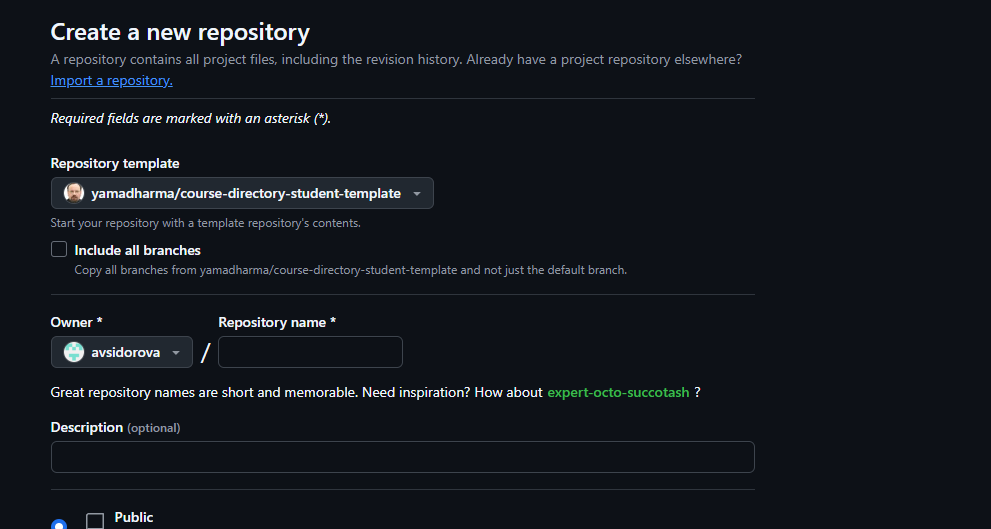 Create a new repository
A repository contains all project files, including the revision history. Already have a project repository elsewhere?
Import a repository.
Required fields are marked with an asterisk (*).
Repository template
yamadharma/course-directory-student-template
Start your repository with a template repository's contents.
Include all branches
Copy all branches from yamadharma/course-directory-student-template and not just the default branch.
Owner * Repository name *
avsidorova /
Great repository names are short and memorable. Need inspiration? How about expert-octo-succotash ?
Description (optional)
Public